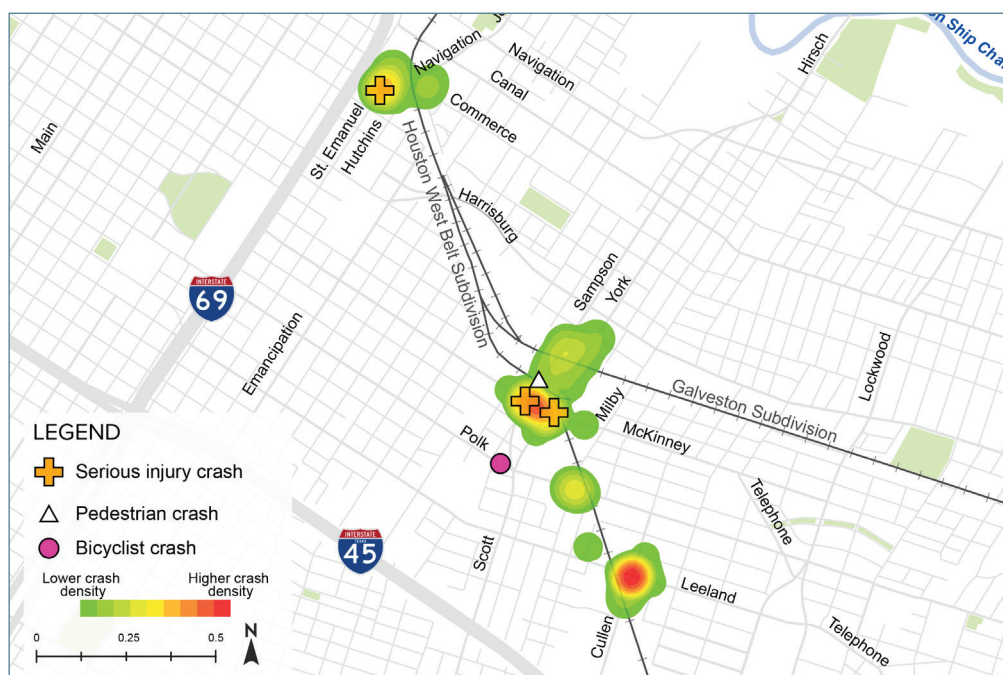 on Ship Cha
Hirsch
Navigation
Navigation
Canal
Commerce
Main
St. Emanuel
Hutchins
Houston West Belt Subdivision
Harrisburg
Sampson
York
INTERSTATE
69
Emancipation
Lockwood
Galveston Subdivision
Milby
McKinney
Polk
Telephone
Scott
INTERSTATE
TEXAS
45
Leeland
Cullen
Telephone
LEGEND
Serious injury crash
Pedestrian crash
Bicyclist crash
Lower crash
density
Higher crash
density
0
0.25
0.5
N